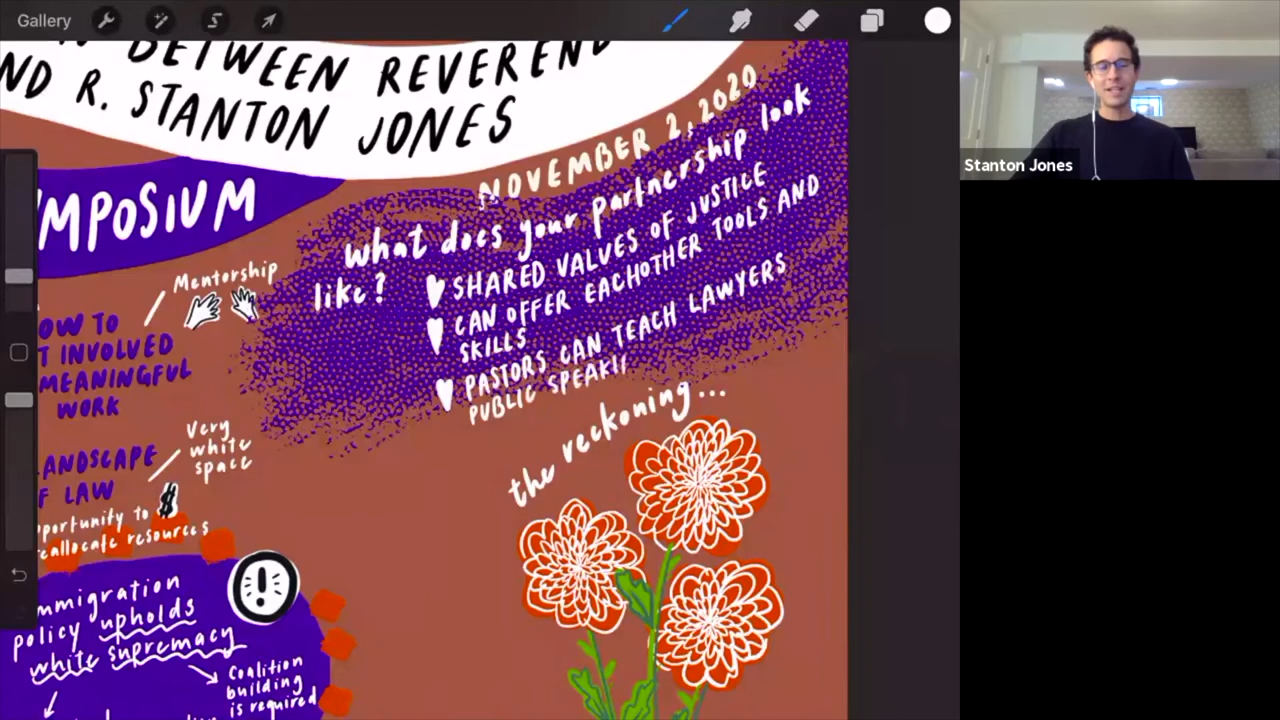 Gallery
BETWEEN REVEREND
ND R. STANTON JONES
NOVEMBER 2, 2020
MPOSIUM
what does your partnership look
like?
SHARED VALUES OF JUSTICE
CAN OFFER EACHOTHER TOOLS AND
SKILLS
PASTORS CAN TEACH LAWYERS
PUBLIC SPEAKI
Mentorship
OW TO
T INVOLVED
MEANINGFUL
WORK
Very
white
space
ANDSCAPE
F LAW
$
pportunity to
reallocate resources
the reckoning...
!
mmigration
policy upholds
white supremacy
Coalition
building
is required
Stanton Jones